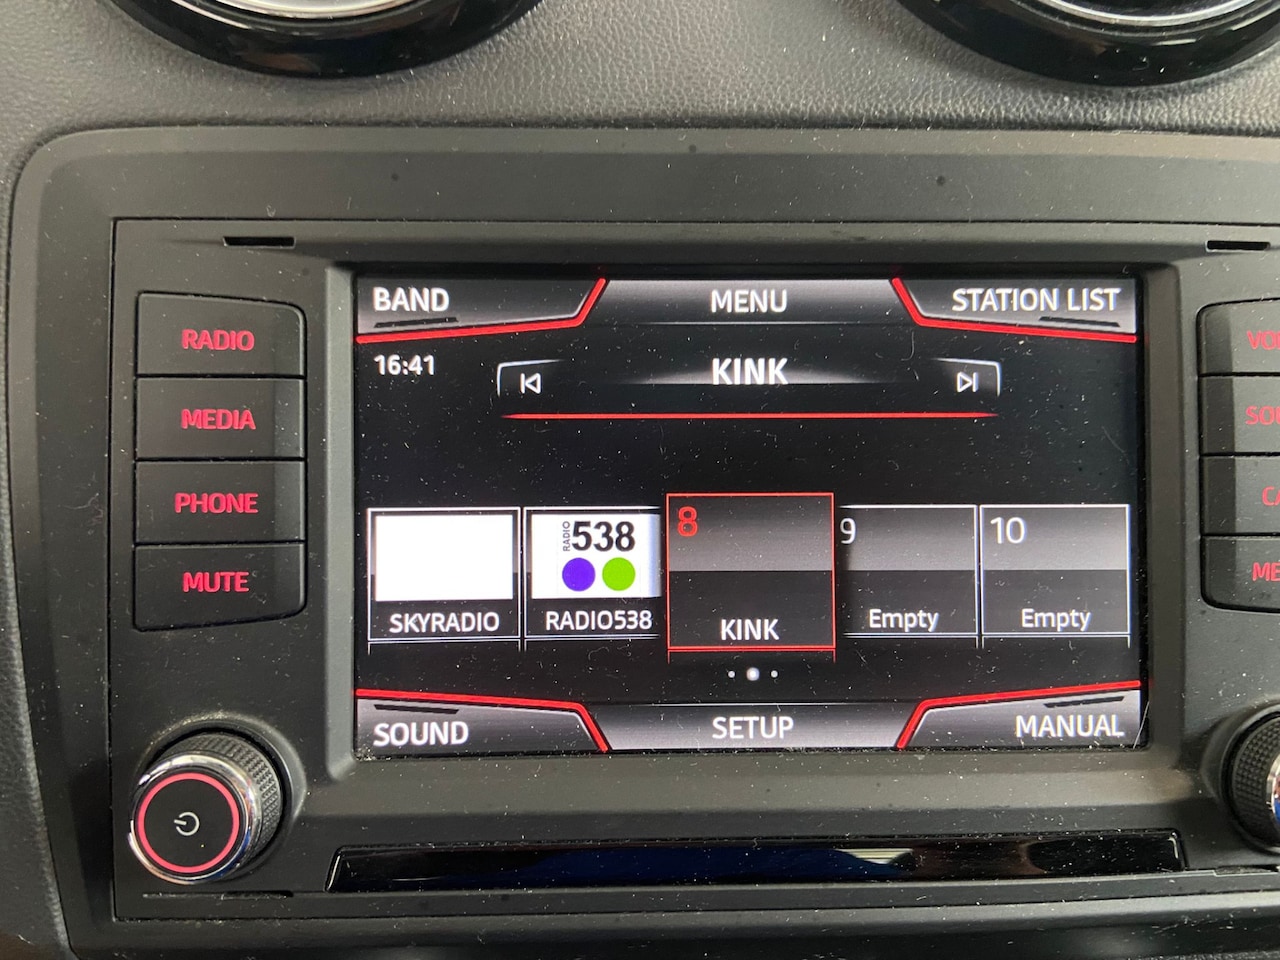 BAND MENU STATION LIST
RADIO
16:41 KINK
MEDIA
PHONE
8 9 10
RADIO 538
MUTE
SKYRADIO RADIO538 KINK Empty Empty
SOUND SETUP MANUAL